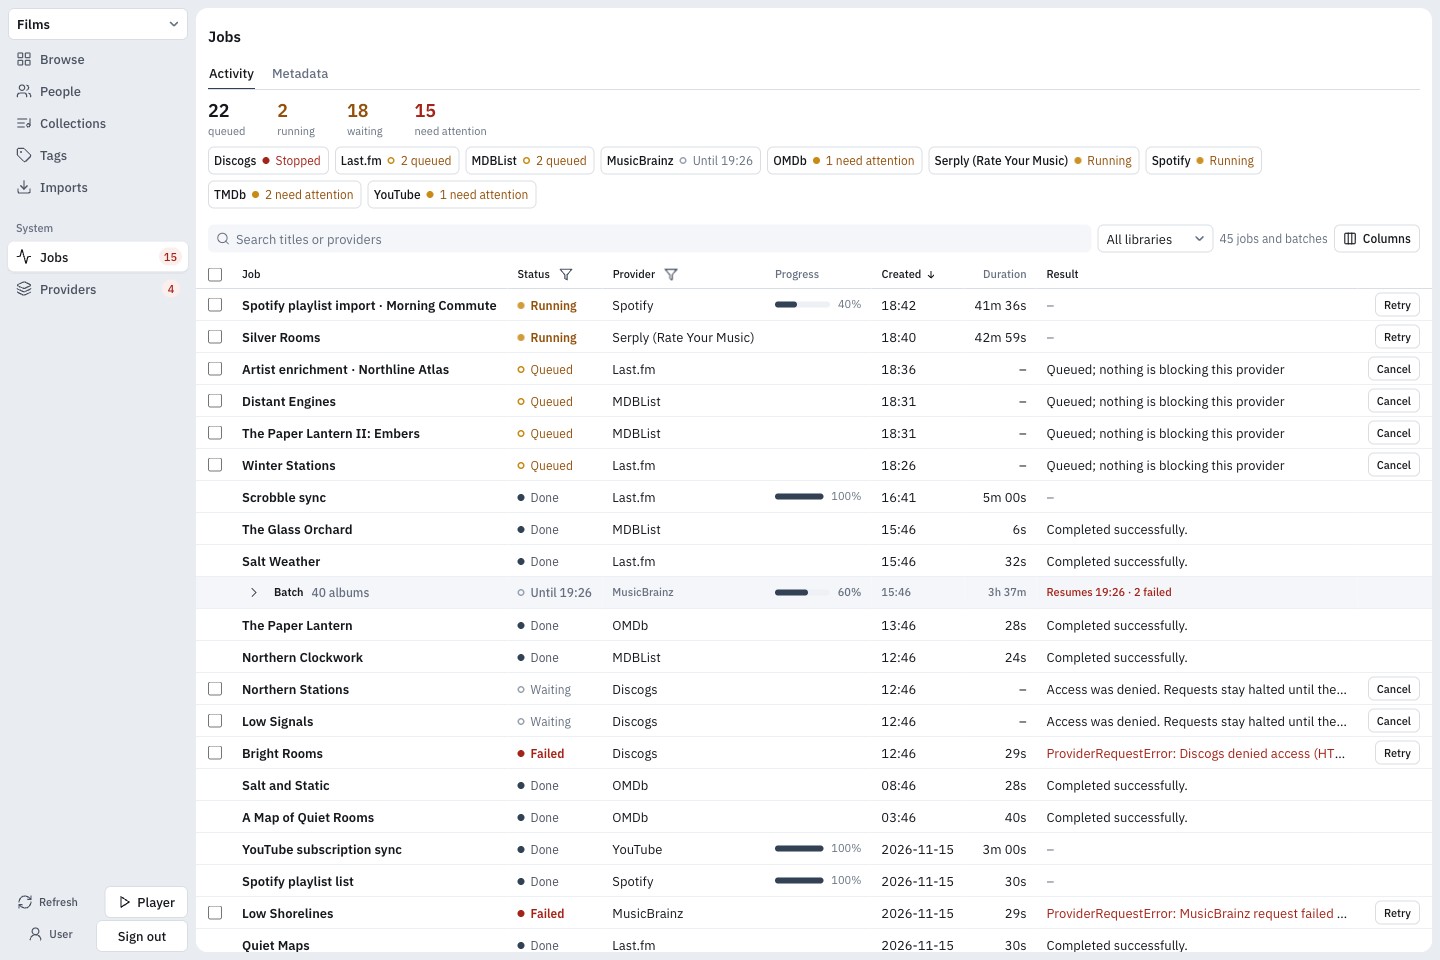 Films
Browse
People
Collections
Tags
Imports
System
Jobs 15
Providers 4
Refresh
Player
User
Sign out
Jobs
Activity Metadata
22 2 18 15
queued running waiting need attention
Discogs Stopped Last.fm 2 queued MDBList 2 queued MusicBrainz Until 19:26 OMDb 1 need attention Serply (Rate Your Music) Running Spotify Running
TMDb 2 need attention YouTube 1 need attention
Search titles or providers All libraries 45 jobs and batches Columns
Job Status Provider Progress Created ↓ Duration Result
Spotify playlist import · Morning Commute Running Spotify 40% 18:42 41m 36s – Retry
Silver Rooms Running Serply (Rate Your Music) 18:40 42m 59s – Retry
Artist enrichment · Northline Atlas Queued Last.fm 18:36 – Queued; nothing is blocking this provider Cancel
Distant Engines Queued MDBList 18:31 – Queued; nothing is blocking this provider Cancel
The Paper Lantern II: Embers Queued MDBList 18:31 – Queued; nothing is blocking this provider Cancel
Winter Stations Queued Last.fm 18:26 – Queued; nothing is blocking this provider Cancel
Scrobble sync Done Last.fm 100% 16:41 5m 00s –
The Glass Orchard Done MDBList 15:46 6s Completed successfully.
Salt Weather Done Last.fm 15:46 32s Completed successfully.
Batch 40 albums Until 19:26 MusicBrainz 60% 15:46 3h 37m Resumes 19:26 · 2 failed
The Paper Lantern Done OMDb 13:46 28s Completed successfully.
Northern Clockwork Done MDBList 12:46 24s Completed successfully.
Northern Stations Waiting Discogs 12:46 – Access was denied. Requests stay halted until the... Cancel
Low Signals Waiting Discogs 12:46 – Access was denied. Requests stay halted until the... Cancel
Bright Rooms Failed Discogs 12:46 29s ProviderRequestError: Discogs denied access (HT... Retry
Salt and Static Done OMDb 08:46 28s Completed successfully.
A Map of Quiet Rooms Done OMDb 03:46 40s Completed successfully.
YouTube subscription sync Done YouTube 100% 2026-11-15 3m 00s –
Spotify playlist list Done Spotify 100% 2026-11-15 30s –
Low Shorelines Failed MusicBrainz 2026-11-15 29s ProviderRequestError: MusicBrainz request failed ... Retry
Quiet Maps Done Last.fm 2026-11-15 30s Completed successfully.